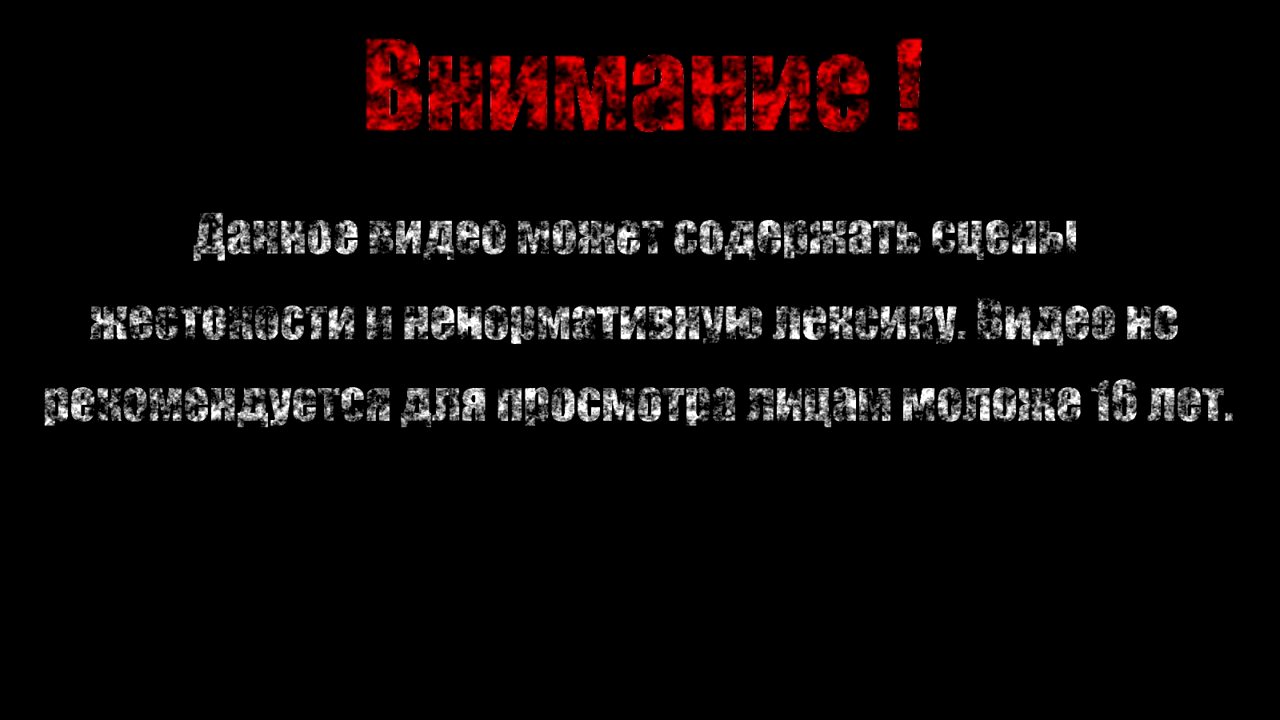 Внимание !
Данное видео может содержать сцены
жестокости и ненормативную лексику. Видео не
рекомендуется для просмотра лицам моложе 16 лет.